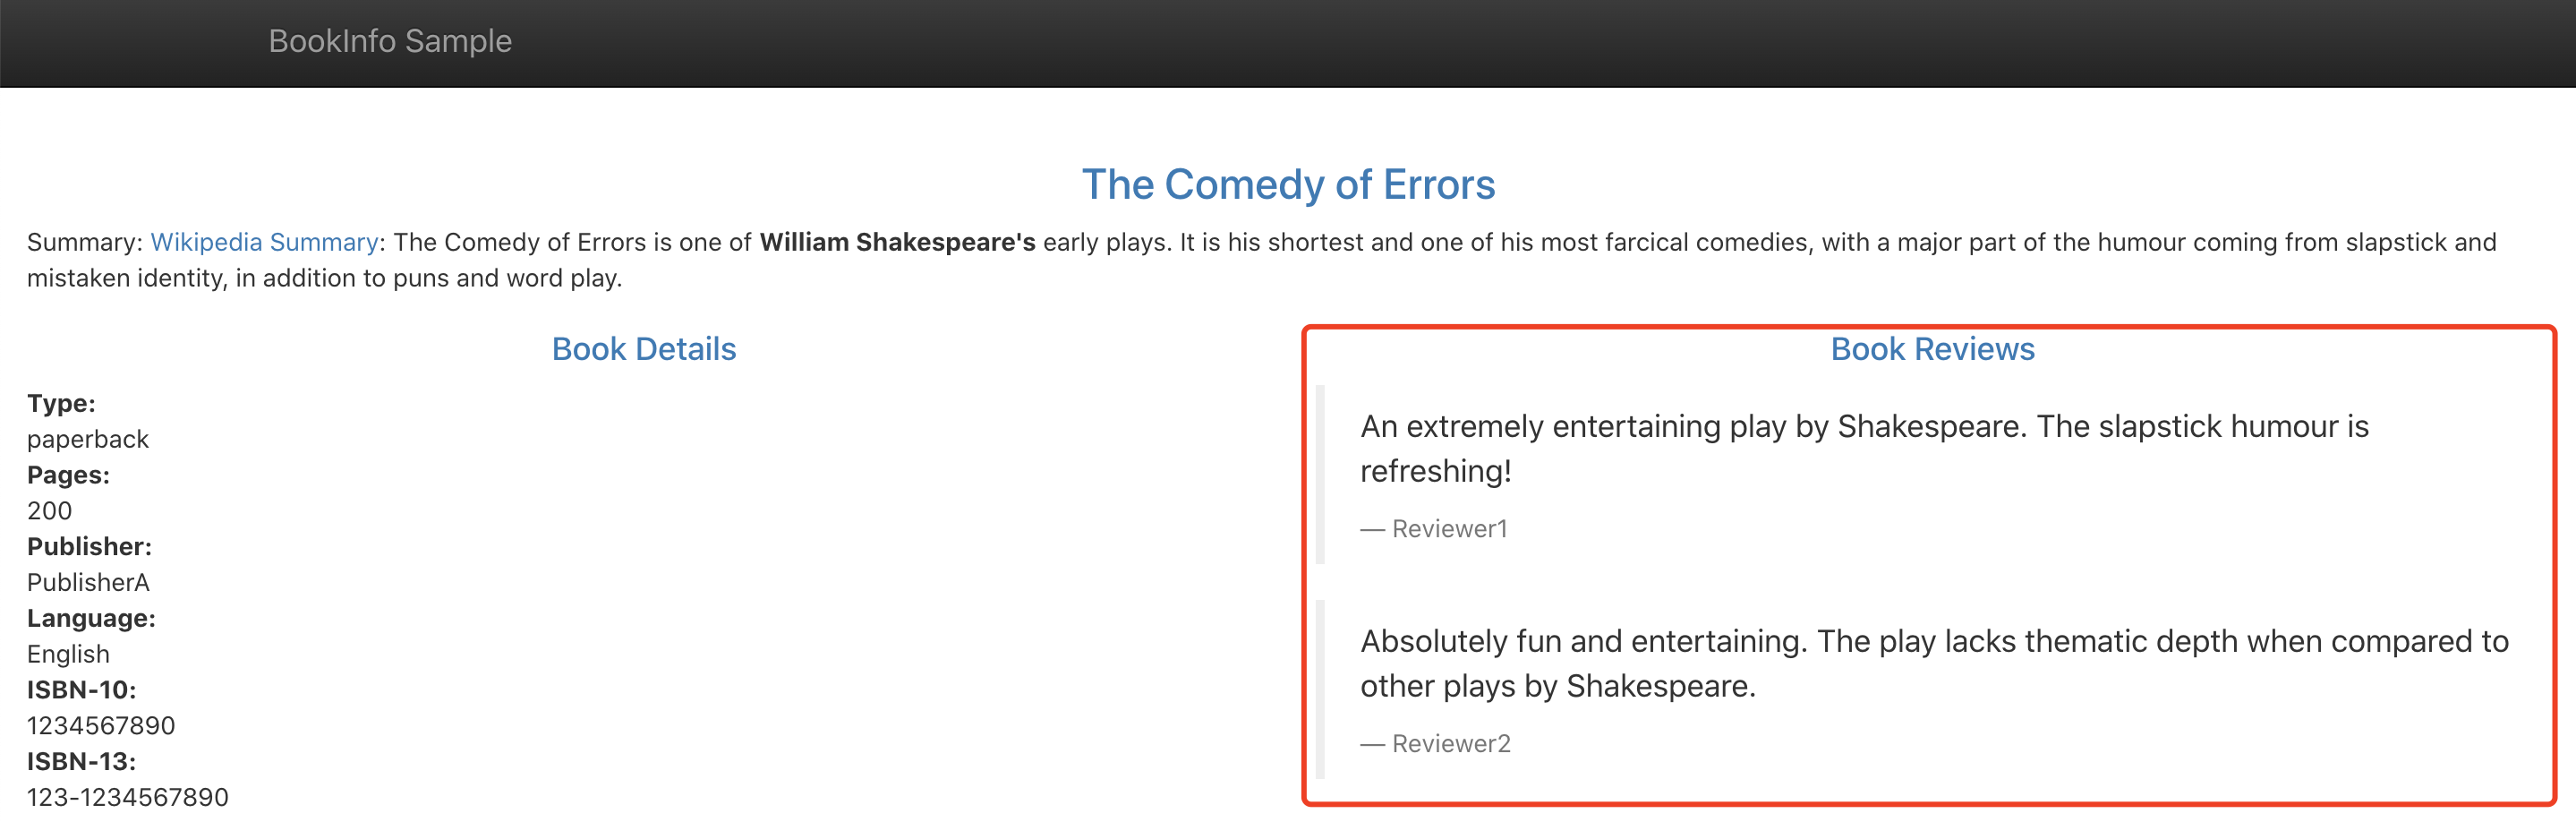 BookInfo Sample
The Comedy of Errors
Summary: Wikipedia Summary: The Comedy of Errors is one of William Shakespeare's early plays. It is his shortest and one of his most farcical comedies, with a major part of the humour coming from slapstick and
mistaken identity, in addition to puns and word play.
Book Details
Type:
paperback
Pages:
200
Publisher:
PublisherA
Language:
English
ISBN-10:
1234567890
ISBN-13:
123-1234567890
Book Reviews
An extremely entertaining play by Shakespeare. The slapstick humour is
refreshing!
— Reviewer1
Absolutely fun and entertaining. The play lacks thematic depth when compared to
other plays by Shakespeare.
— Reviewer2